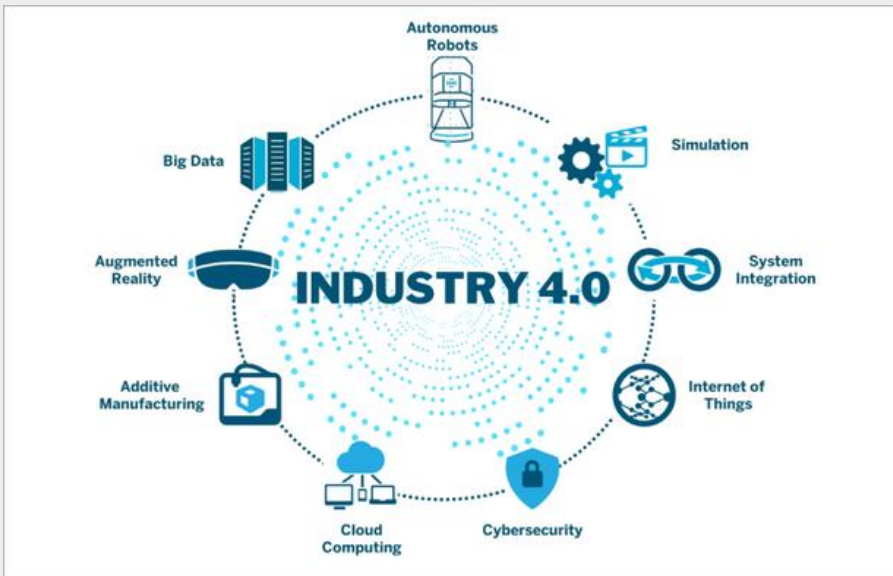 Autonomous
Robots
Simulation
System
Integration
Internet of
Things
Cybersecurity
Cloud
Computing
Additive
Manufacturing
Augmented
Reality
Big Data
INDUSTRY 4.0